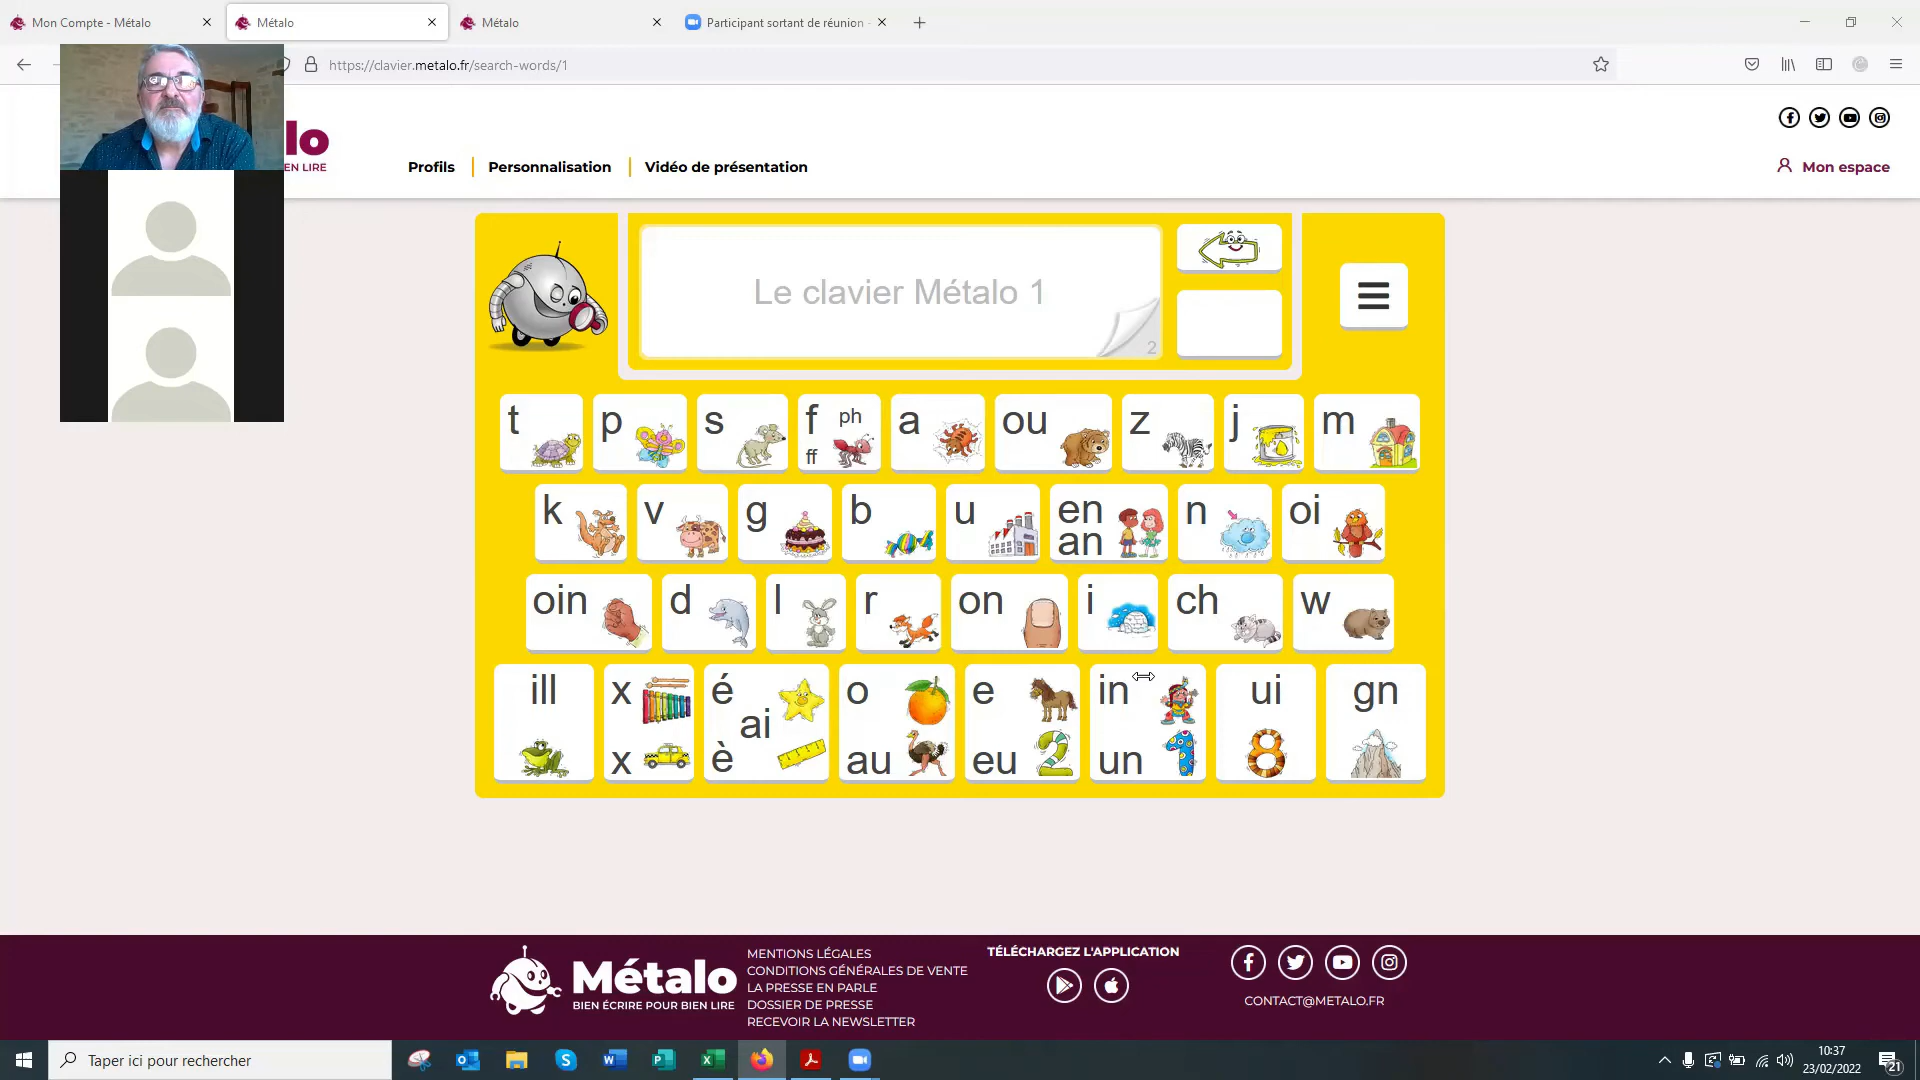 Mon Compte - Métalo
Métalo
Métalo
Participant sortant de réunion -
https://clavier.metalo.fr/search-words/1
lo
EN LIRE
Profils
Personnalisation
Vidéo de présentation
Mon espace
Le clavier Métalo 1
2
t
p
s
f ph
ff
a
ou
z
j
m
k
v
g
b
u
en
an
n
oi
oin
d
l
r
on
i
ch
w
ill
x
x
é
ai
è
o
au
e
eu
in
un
ui
gn
Métalo
BIEN ÉCRIRE POUR BIEN LIRE
MENTIONS LÉGALES
CONDITIONS GÉNÉRALES DE VENTE
LA PRESSE EN PARLE
DOSSIER DE PRESSE
RECEVOIR LA NEWSLETTER
TÉLÉCHARGEZ L'APPLICATION
CONTACT@METALO.FR
Taper ici pour rechercher
10:37
23/02/2022
21